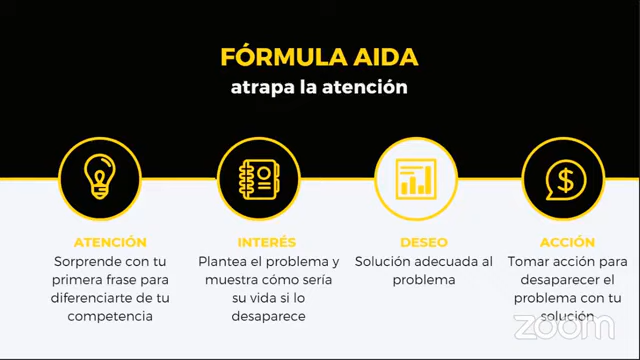 FÓRMULA AIDA
atrapa la atención
ATENCIÓN
Sorprende con tu
primera frase para
diferenciarte de tu
competencia
INTERÉS
Plantea el problema y
muestra cómo sería
su vida si lo
desaparece
DESEO
Solución adecuada al
problema
ACCIÓN
Tomar acción para
desaparecer el
problema con tu
solución
zoom